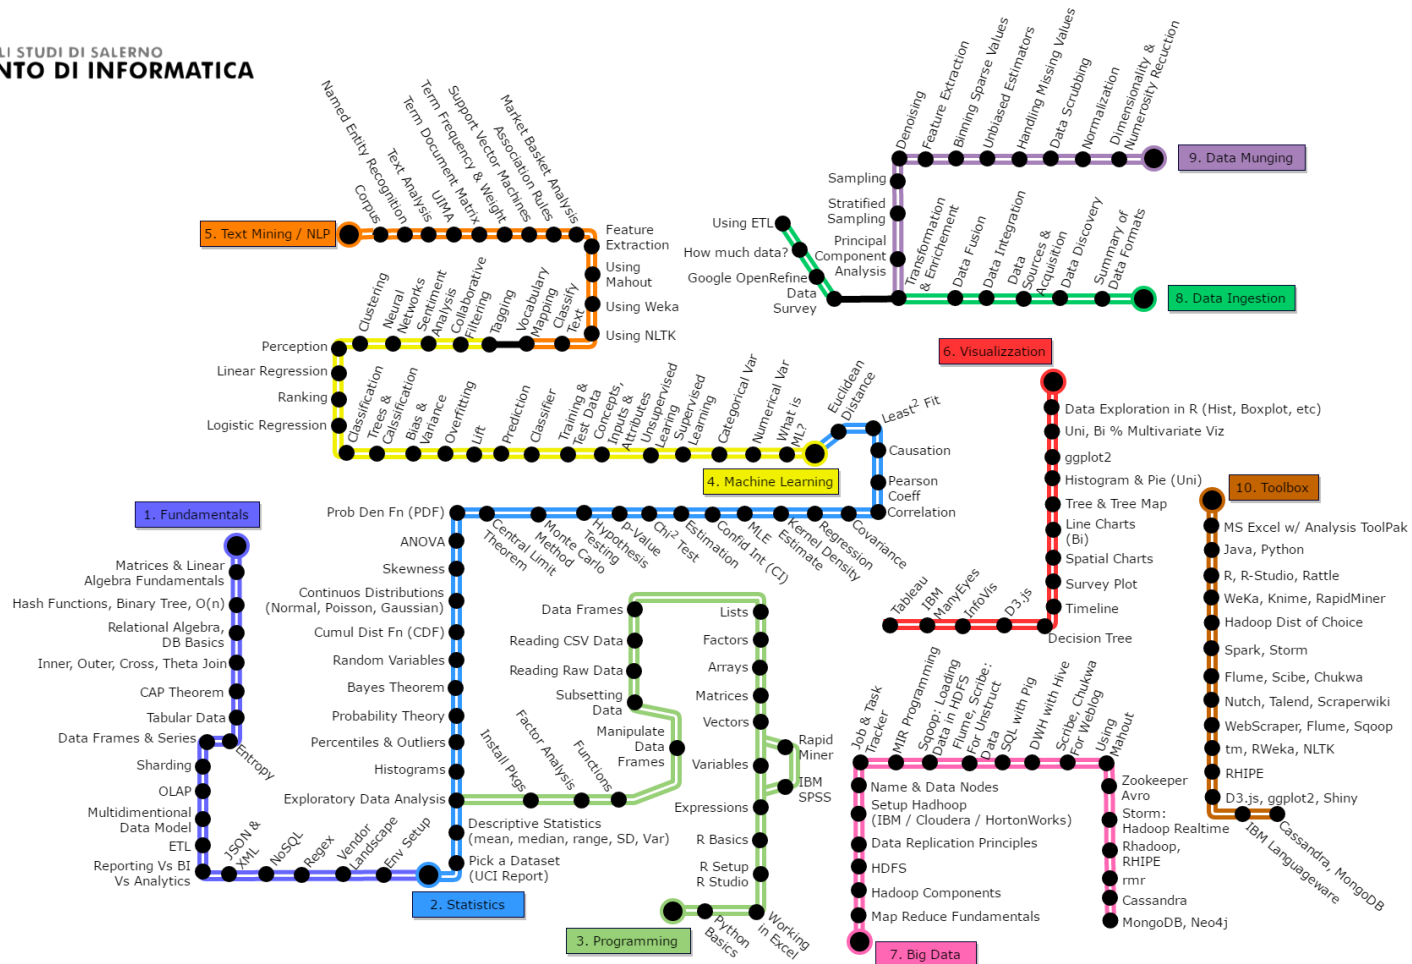 LI STUDI DI SALERNO
NTO DI INFORMATICA
5. Text Mining / NLP
Corpus
Named Entity Recognition
Text Analysis
UIMA
Term Document Matrix
Term Frequency & Weight
Support Vector Machines
Association Rules
Market Basket Analysis
Feature
Extraction
Using
Mahout
Using Weka
Using NLTK
Classify
Text
Vocabulary
Mapping
Tagging
Collaborative
Filtering
Sentiment
Analysis
Neural
Networks
Clustering
Perception
Linear Regression
Ranking
Logistic Regression
Classification
Trees &
Calsification
Bias &
Variance
Overfitting
Lift
Prediction
Classifier
Training &
Test Data
Concepts,
Inputs &
Attributes
Unsupervised
Learing
Supervised
Learning
Categorical Var
Numerical Var
What is
ML?
4. Machine Learning
Euclidean
Distance
Least² Fit
Causation
Pearson
Coeff
Correlation
Covariance
Regression
Kernel Density
Estimate
MLE
Confid Int (CI)
Estimation
Chi² Test
p-Value
Hypothesis
Testing
Monte Carlo
Method
Central Limit
Theorem
Prob Den Fn (PDF)
ANOVA
Skewness
Continuos Distributions
(Normal, Poisson, Gaussian)
Cumul Dist Fn (CDF)
Random Variables
Bayes Theorem
Probability Theory
Percentiles & Outliers
Histograms
Exploratory Data Analysis
Descriptive Statistics
(mean, median, range, SD, Var)
Pick a Dataset
(UCI Report)
2. Statistics
1. Fundamentals
Matrices & Linear
Algebra Fundamentals
Hash Functions, Binary Tree, O(n)
Relational Algebra,
DB Basics
Inner, Outer, Cross, Theta Join
CAP Theorem
Tabular Data
Entropy
Data Frames & Series
Sharding
OLAP
Multidimentional
Data Model
ETL
Reporting Vs BI
Vs Analytics
JSON &
XML
NoSQL
Regex
Vendor
Landscape
Env Setup
Install Pkgs
Factor Analysis
Functions
Manipulate
Data
Frames
Subsetting
Data
Reading Raw Data
Reading CSV Data
Data Frames
Lists
Factors
Arrays
Matrices
Vectors
Variables
Rapid
Miner
IBM
SPSS
Expressions
R Basics
R Setup
R Studio
Working
in Excel
Python
Basics
3. Programming
9. Data Munging
Dimensionality &
Numerosity Recuction
Normalization
Data Scrubbing
Handling Missing Values
Unbiased Estimators
Binning Sparse Values
Feature Extraction
Denoising
Sampling
Stratified
Sampling
Principal
Component
Analysis
Using ETL
How much data?
Google OpenRefine
Data
Survey
Transformation
& Enrichement
Data Fusion
Data Integration
Data
Sources &
Acquisition
Data Discovery
Summary of
Data Formats
8. Data Ingestion
6. Visualizzation
Data Exploration in R (Hist, Boxplot, etc)
Uni, Bi % Multivariate Viz
ggplot2
Histogram & Pie (Uni)
Tree & Tree Map
Line Charts
(Bi)
Spatial Charts
Survey Plot
Timeline
Decision Tree
D3.js
InfoVis
IBM
ManyEyes
Tableau
10. Toolbox
MS Excel w/ Analysis ToolPak
Java, Python
R, R-Studio, Rattle
WeKa, Knime, RapidMiner
Hadoop Dist of Choice
Spark, Storm
Flume, Scibe, Chukwa
Nutch, Talend, Scraperwiki
WebScraper, Flume, Sqoop
tm, RWeka, NLTK
RHIPE
D3.js, ggplot2, Shiny
IBM Languageware
Cassandra, MongoDB
Job & Task
Tracker
MIR Programming
Sqoop: Loading
Data in HDFS
Flume, Scribe:
For Unstruct
Data
SQL with Pig
DWH with Hive
Scribe, Chukwa
For Weblog
Using
Mahout
Zookeeper
Avro
Storm:
Hadoop Realtime
Rhadoop,
RHIPE
rmr
Cassandra
MongoDB, Neo4j
Name & Data Nodes
Setup Hadhoop
(IBM / Cloudera / HortonWorks)
Data Replication Principles
HDFS
Hadoop Components
Map Reduce Fundamentals
7. Big Data